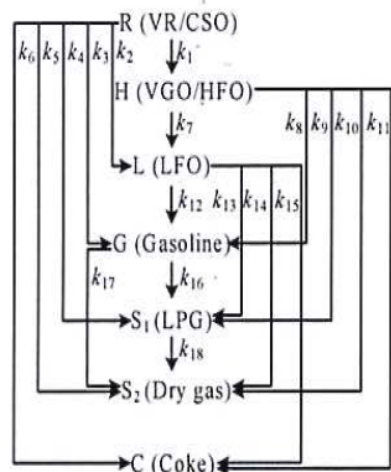 R (VR/CSO)
k6 k5 k4 k3 k2 k1
H (VGO/HFO)
k7 k8 k9 k10 k11
L (LFO)
k12 k13 k14 k15
G (Gasoline)
k17 k16
S1 (LPG)
k18
S2 (Dry gas)
C (Coke)